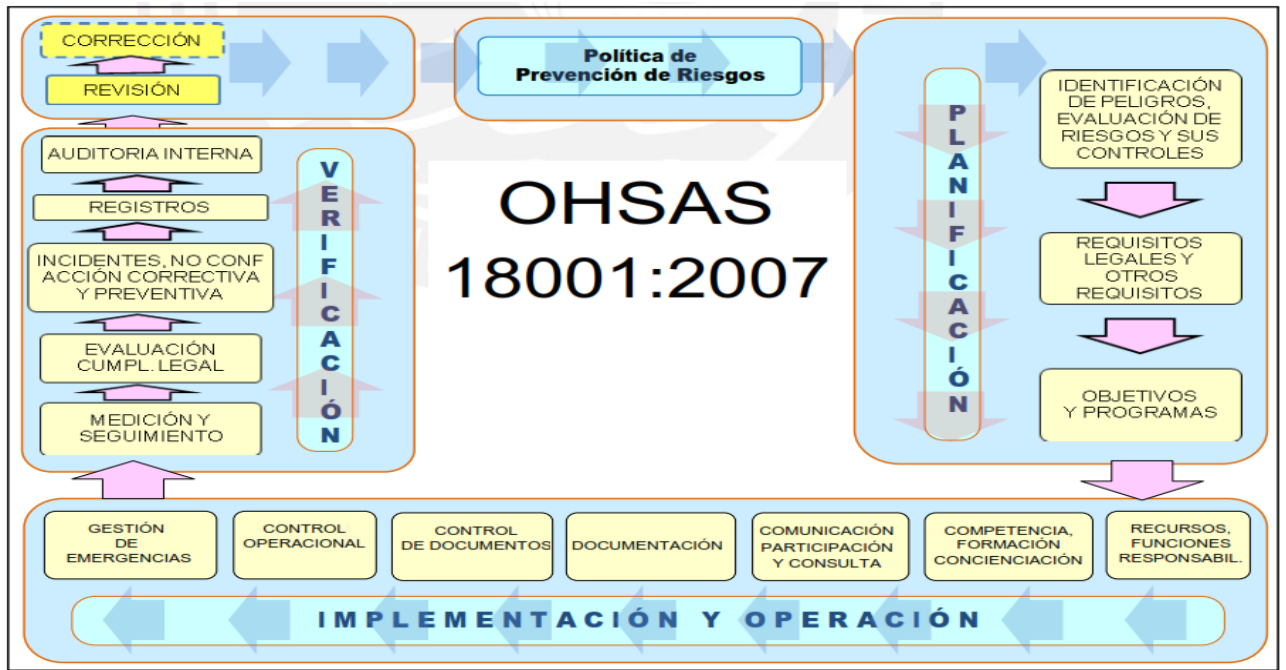 CORRECCIÓN
REVISIÓN
Política de
Prevención de Riesgos
PLANIFICACIÓN
IDENTIFICACIÓN
DE PELIGROS,
EVALUACIÓN DE
RIESGOS Y SUS
CONTROLES
REQUISITOS
LEGALES Y
OTROS
REQUISITOS
OBJETIVOS
Y PROGRAMAS
AUDITORIA INTERNA
REGISTROS
INCIDENTES, NO CONF
ACCIÓN CORRECTIVA
Y PREVENTIVA
EVALUACIÓN
CUMPL. LEGAL
MEDICIÓN Y
SEGUIMIENTO
VERIFICACIÓN
OHSAS
18001:2007
GESTIÓN
DE
EMERGENCIAS
CONTROL
OPERACIONAL
CONTROL
DE DOCUMENTOS
DOCUMENTACIÓN
COMUNICACIÓN
PARTICIPACIÓN
Y CONSULTA
COMPETENCIA,
FORMACIÓN
CONCIENCIACIÓN
RECURSOS,
FUNCIONES
RESPONSABIL.
IMPLEMENTACIÓN Y OPERACIÓN